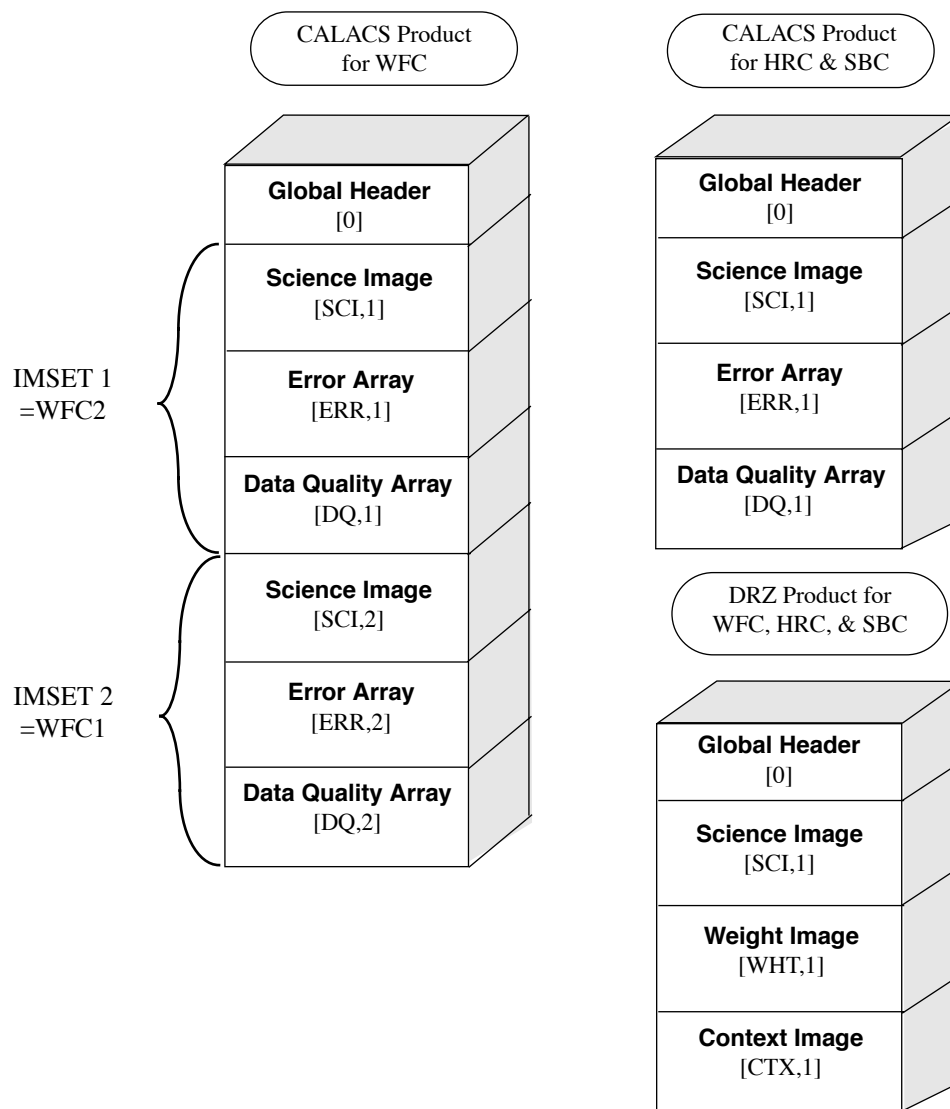 CALACS Product
for WFC
Global Header
[0]
Science Image
[SCI,1]
Error Array
[ERR,1]
Data Quality Array
[DQ,1]
Science Image
[SCI,2]
Error Array
[ERR,2]
Data Quality Array
[DQ,2]
IMSET 1
=WFC2
IMSET 2
=WFC1
CALACS Product
for HRC & SBC
Global Header
[0]
Science Image
[SCI,1]
Error Array
[ERR,1]
Data Quality Array
[DQ,1]
DRZ Product for
WFC, HRC, & SBC
Global Header
[0]
Science Image
[SCI,1]
Weight Image
[WHT,1]
Context Image
[CTX,1]